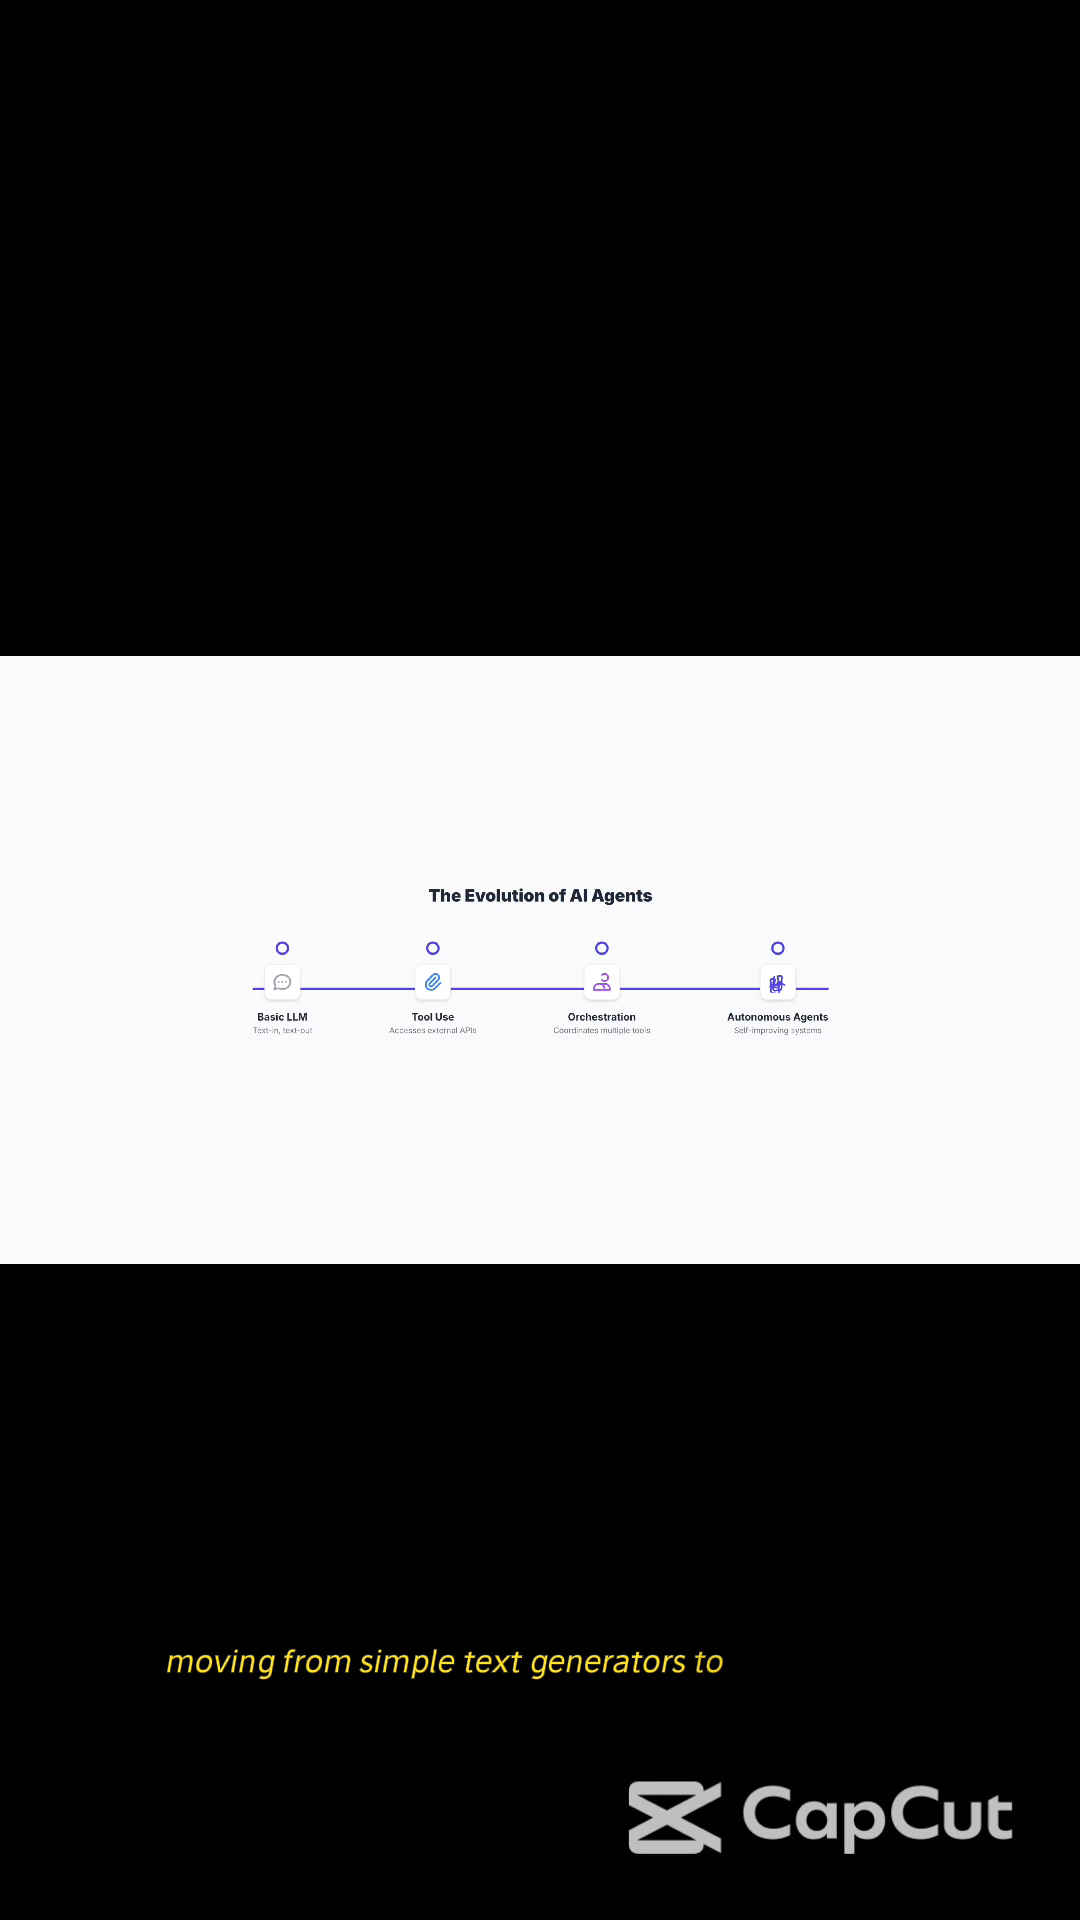 The Evolution of AI Agents
Basic LLM
Text-in, text-out
Tool Use
Accesses external APIs
Orchestration
Coordinates multiple tools
Autonomous Agents
Self-improving systems
moving from simple text generators to
CapCut